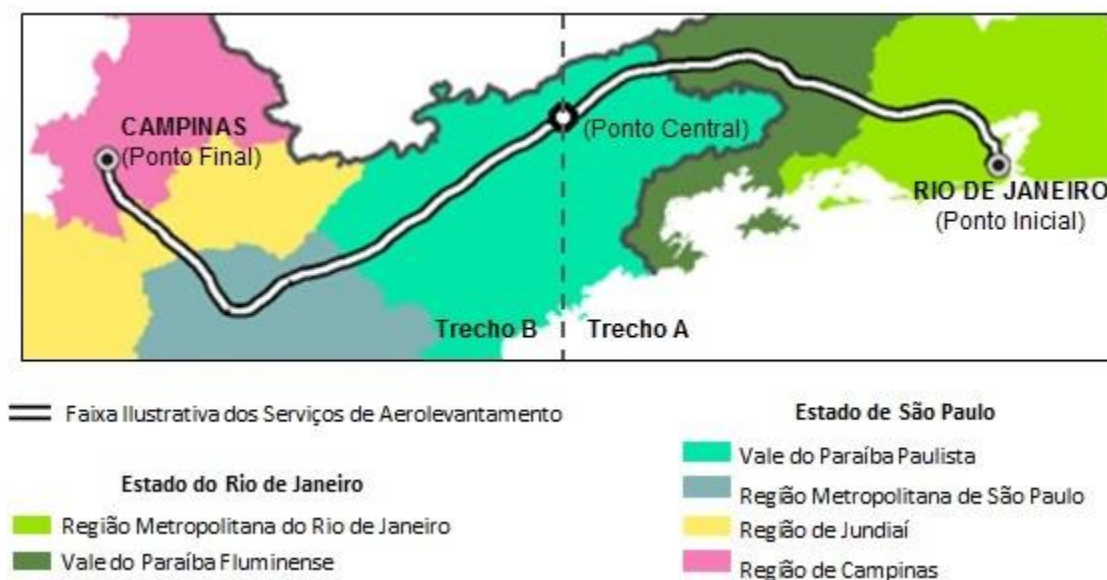 CAMPINAS
(Ponto Final)
(Ponto Central)
RIO DE JANEIRO
(Ponto Inicial)
Trecho B
Trecho A
Faixa Ilustrativa dos Serviços de Aerolevantamento
Estado do Rio de Janeiro
Região Metropolitana do Rio de Janeiro
Vale do Paraíba Fluminense
Estado de São Paulo
Vale do Paraíba Paulista
Região Metropolitana de São Paulo
Região de Jundiaí
Região de Campinas